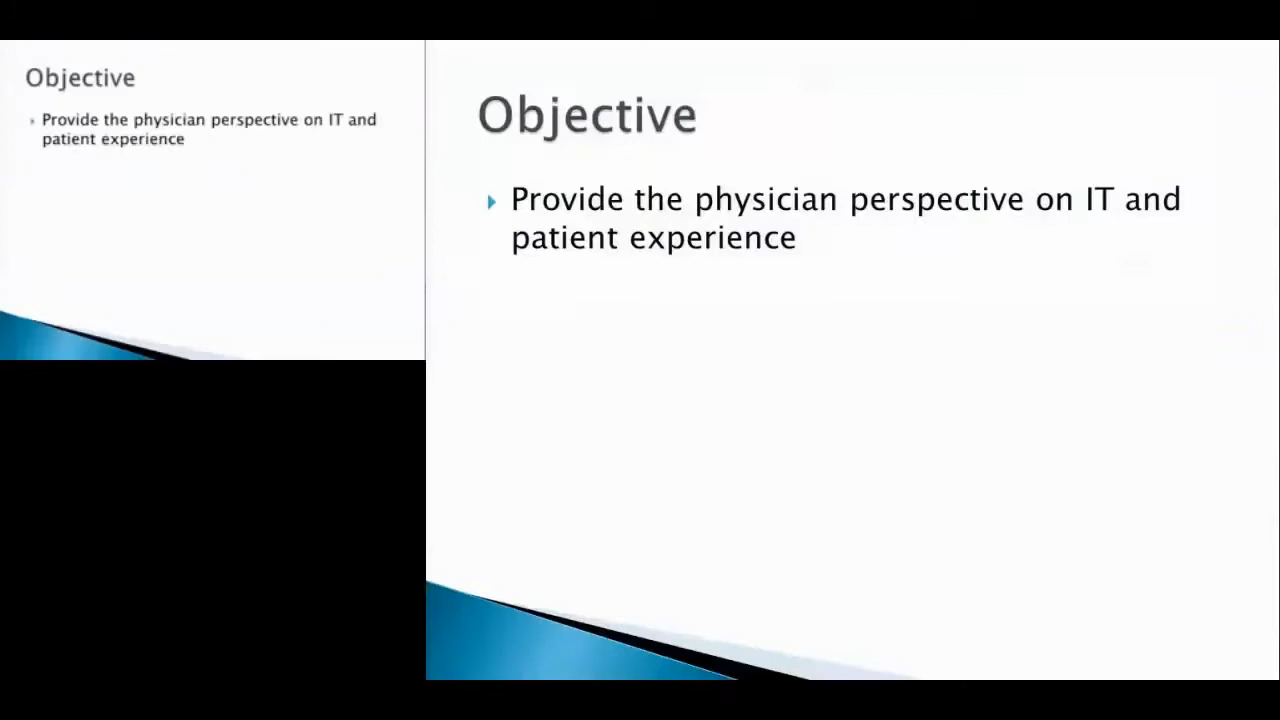 Objective
Provide the physician perspective on IT and
patient experience
Objective
Provide the physician perspective on IT and
patient experience